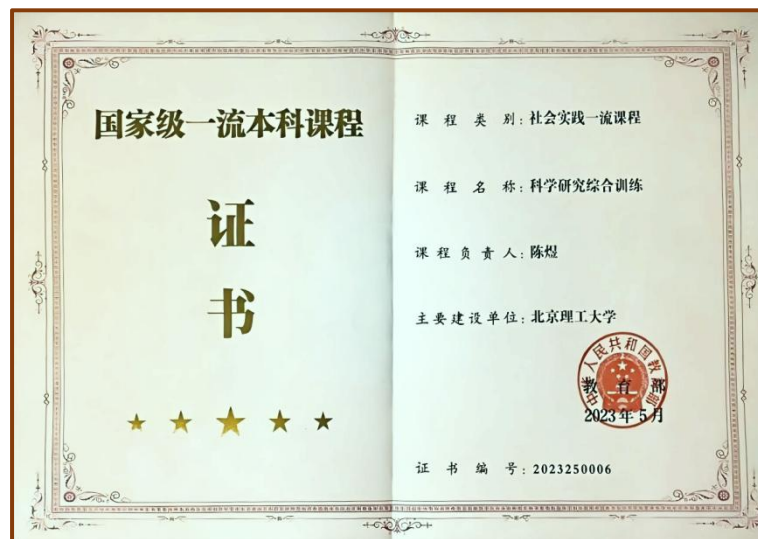 国家级一流本科课程
证
书
课程类别：社会实践一流课程
课程名称：科学研究综合训练
课程负责人：陈煜
主要建设单位：北京理工大学
中华人民共和国教育部
教育部
2023年5月
证书编号：2023250006